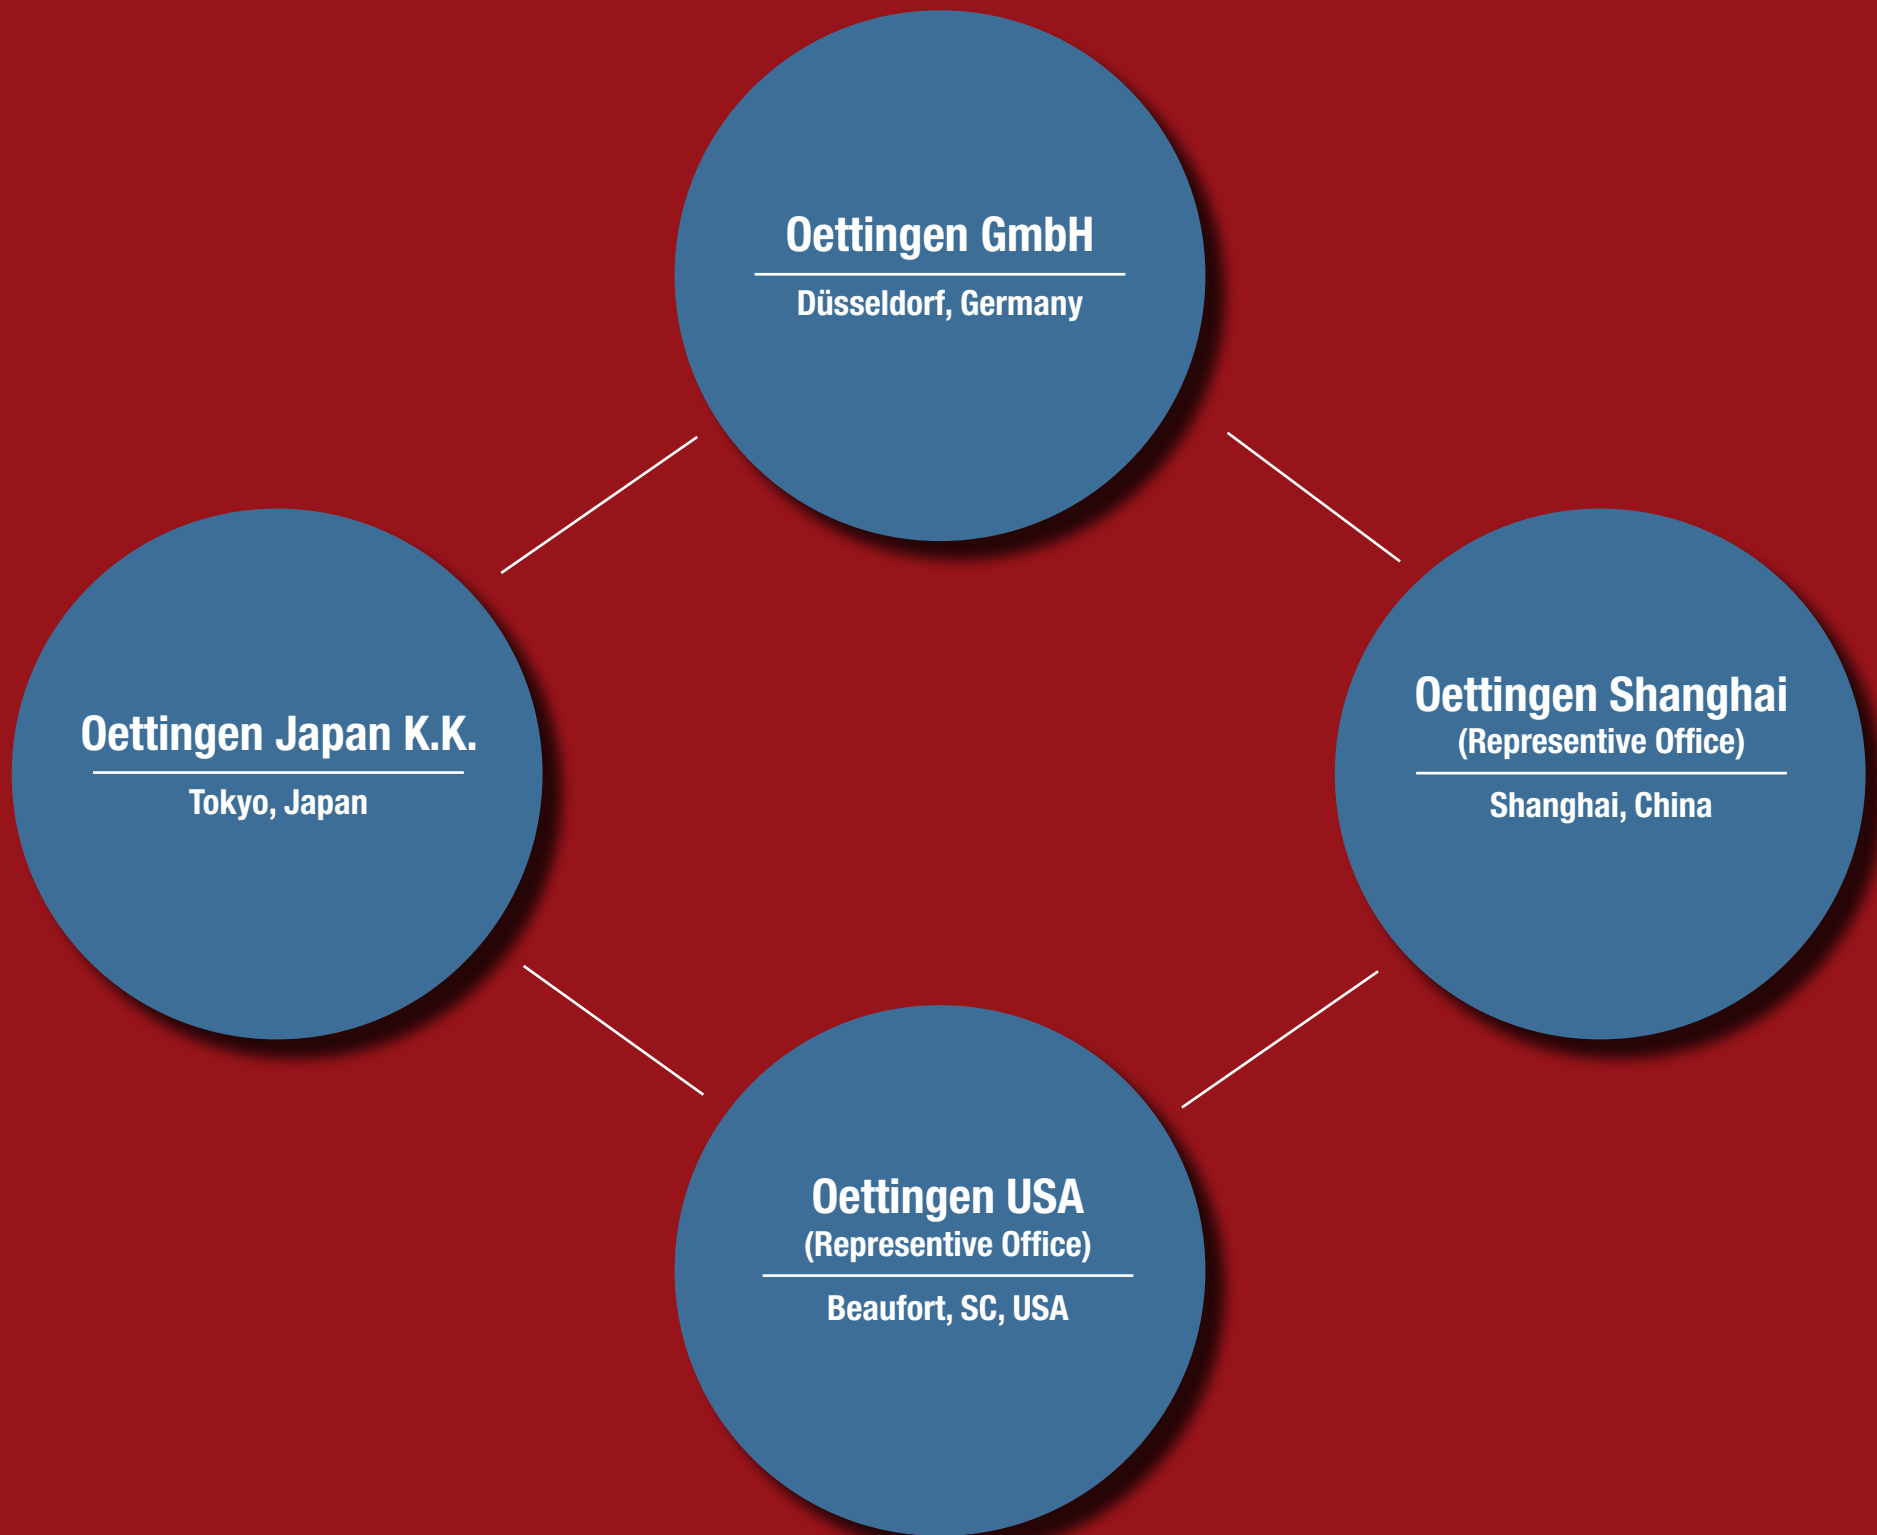 Oettingen GmbH
Düsseldorf, Germany
Oettingen Japan K.K.
Tokyo, Japan
Oettingen Shanghai
(Representive Office)
Shanghai, China
Oettingen USA
(Representive Office)
Beaufort, SC, USA